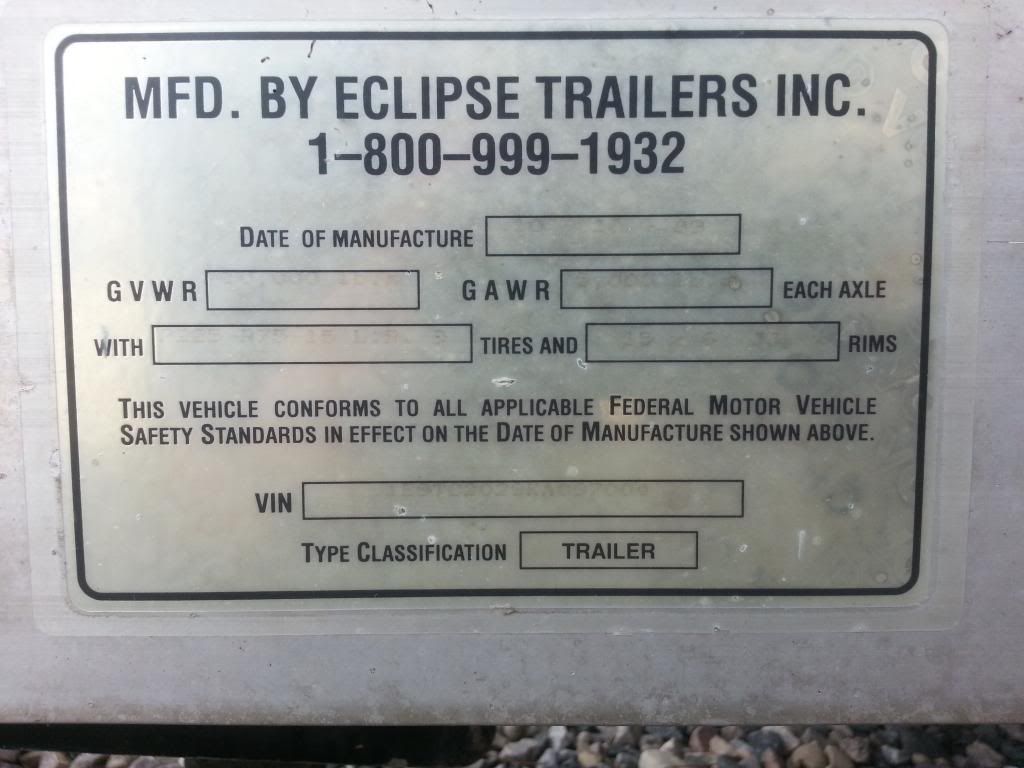 MFD. BY ECLIPSE TRAILERS INC.
1–800–999–1932
DATE OF MANUFACTURE
GVWR GAWR EACH AXLE
WITH TIRES AND RIMS
THIS VEHICLE CONFORMS TO ALL APPLICABLE FEDERAL MOTOR VEHICLE
SAFETY STANDARDS IN EFFECT ON THE DATE OF MANUFACTURE SHOWN ABOVE.
VIN
TYPE CLASSIFICATION TRAILER